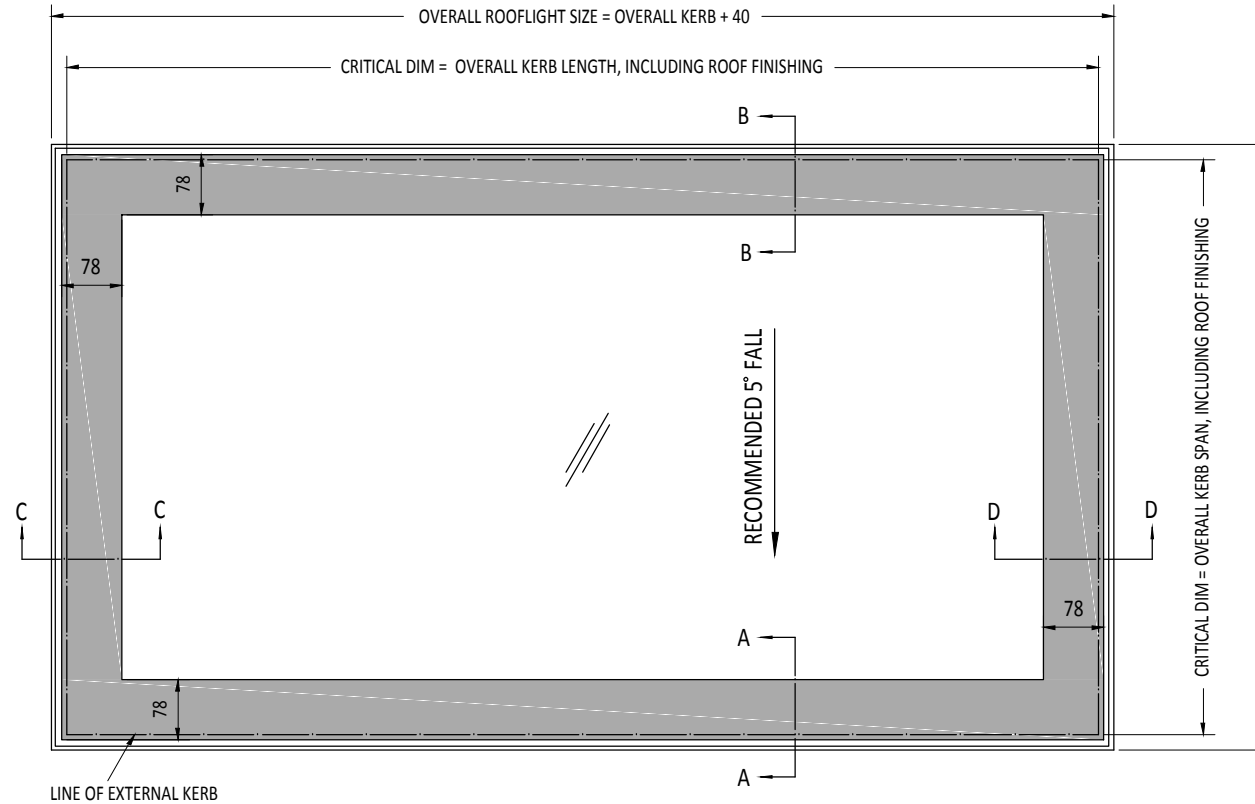 OVERALL ROOFLIGHT SIZE = OVERALL KERB + 40
CRITICAL DIM = OVERALL KERB LENGTH, INCLUDING ROOF FINISHING
B
78
B
78
RECOMMENDED 5° FALL
CRITICAL DIM = OVERALL KERB SPAN, INCLUDING ROOF FINISHING
C
C
D
D
78
A
78
A
LINE OF EXTERNAL KERB